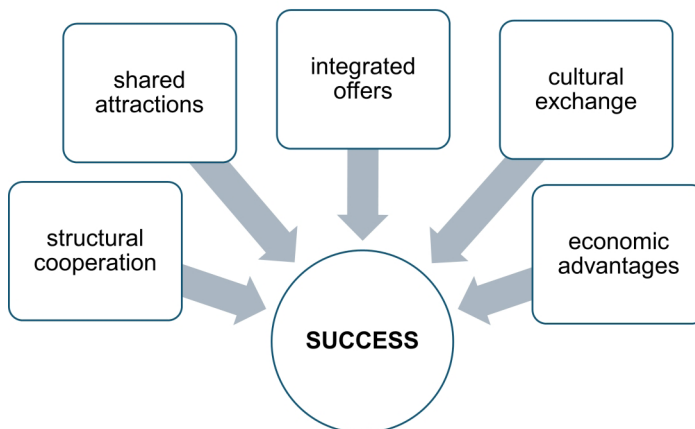 shared
attractions
integrated
offers
cultural
exchange
structural
cooperation
economic
advantages
SUCCESS